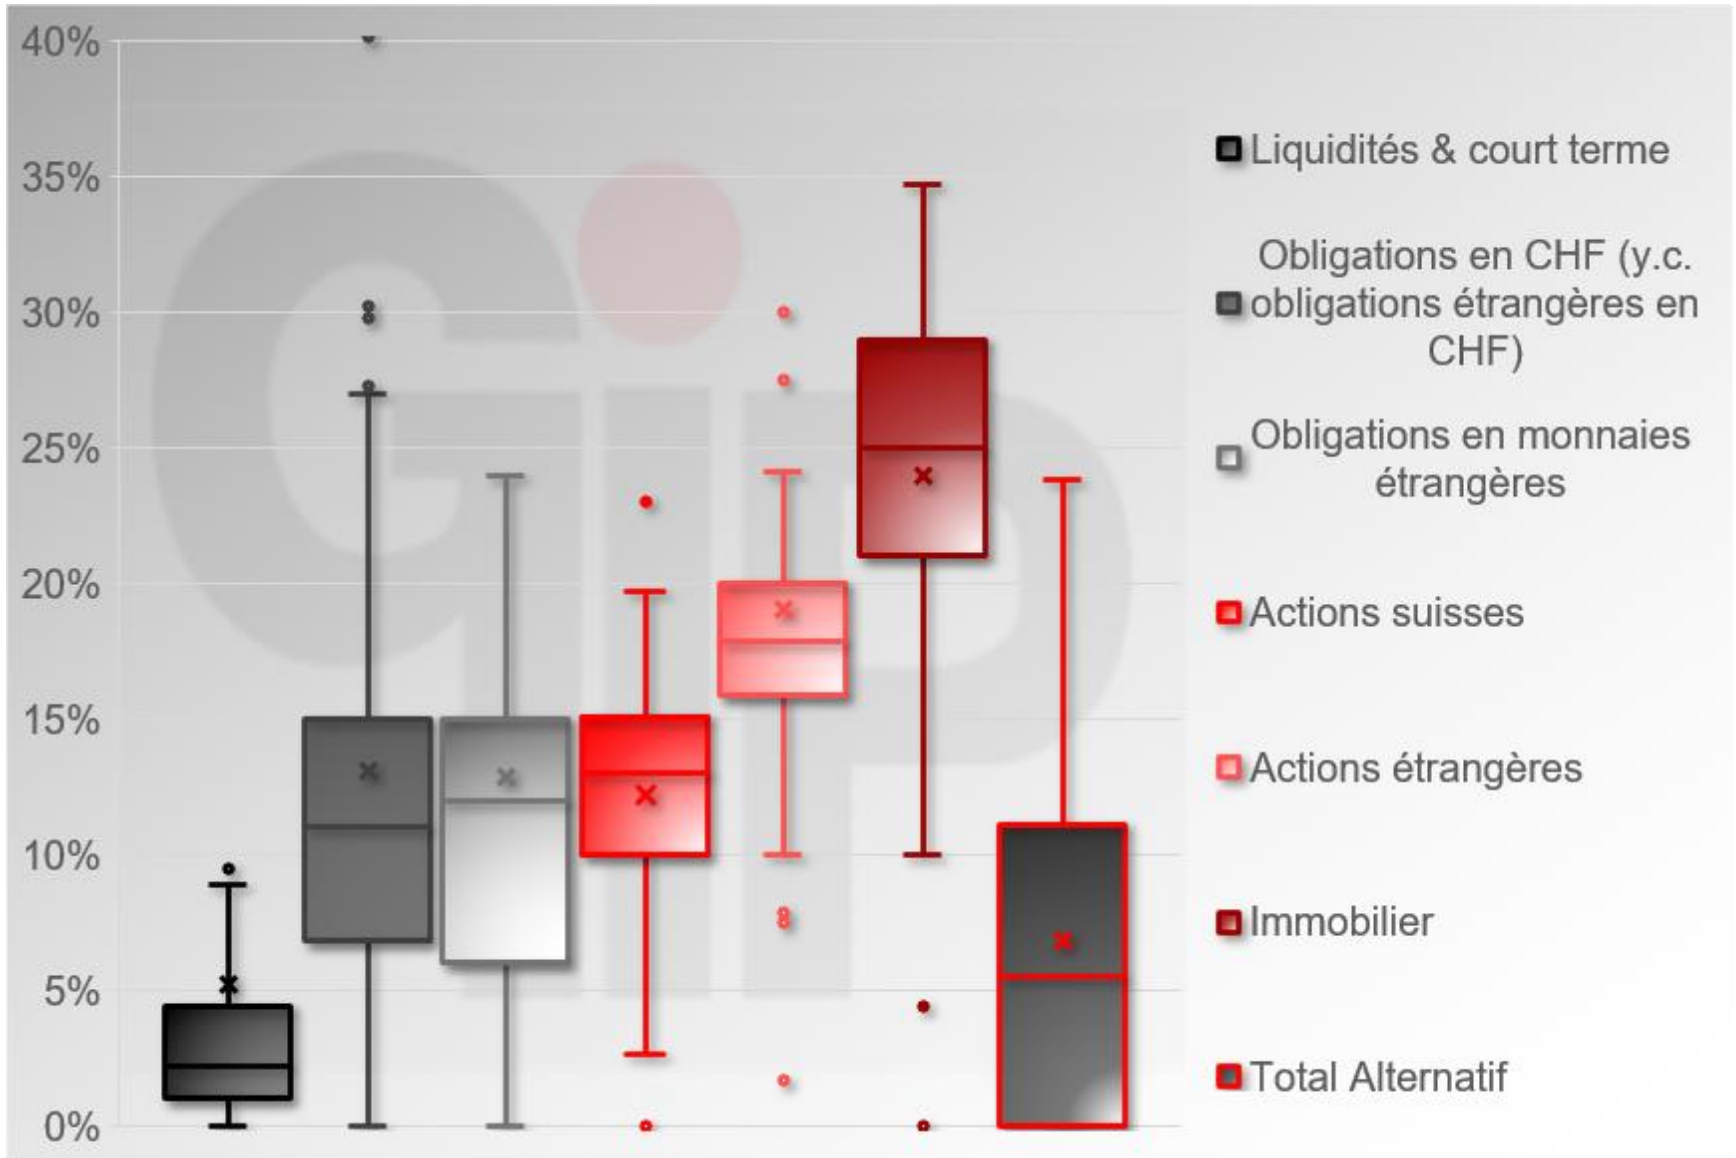 40%
35%
30%
25%
20%
15%
10%
5%
0%
GiP
Liquidités & court terme
Obligations en CHF (y.c.
obligations étrangères en
CHF)
Obligations en monnaies
étrangères
Actions suisses
Actions étrangères
Immobilier
Total Alternatif